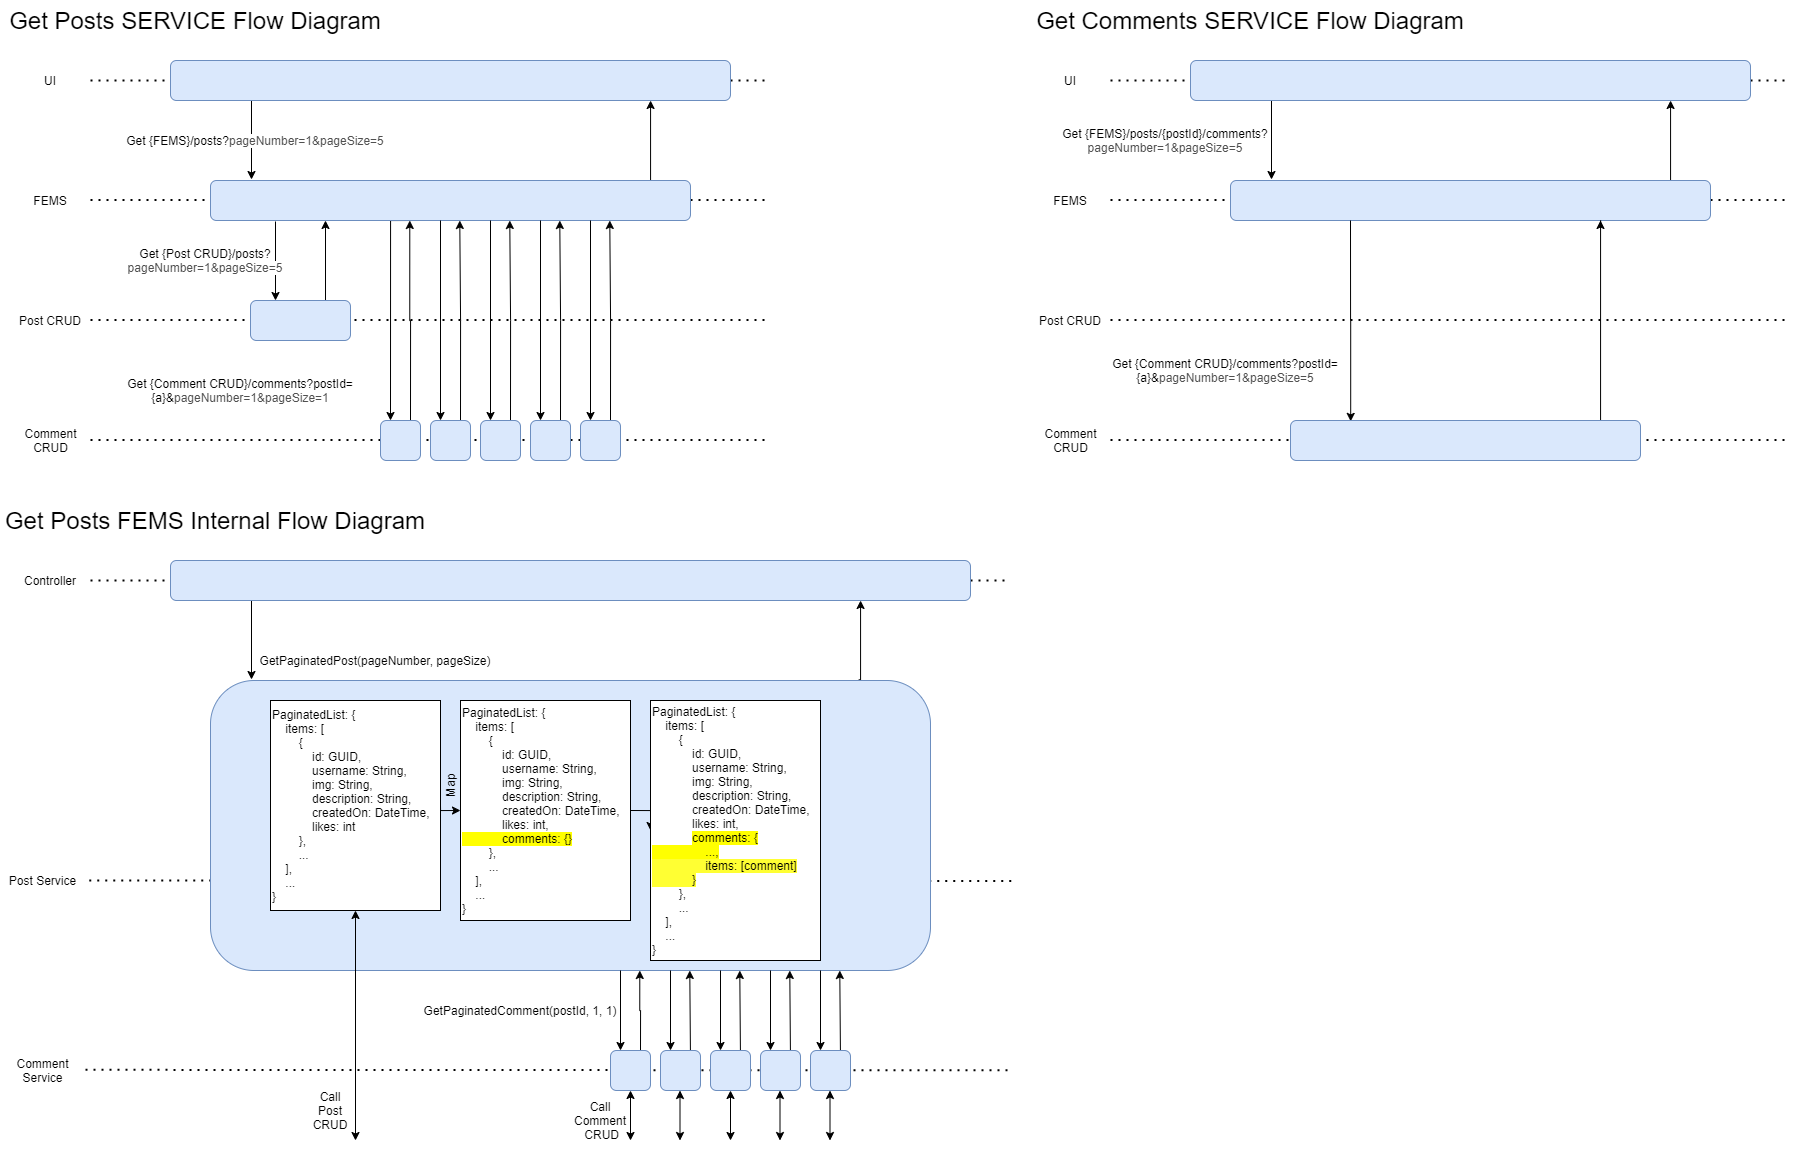 Get Posts SERVICE Flow Diagram
UI
Get {FEMS}/posts?pageNumber=1&pageSize=5
FEMS
Get {Post CRUD}/posts?
pageNumber=1&pageSize=5
Post CRUD
Get {Comment CRUD}/comments?postId=
{a}&pageNumber=1&pageSize=1
Comment
CRUD
Get Comments SERVICE Flow Diagram
UI
Get {FEMS}/posts/{postId}/comments?
pageNumber=1&pageSize=5
FEMS
Post CRUD
Get {Comment CRUD}/comments?postId=
{a}&pageNumber=1&pageSize=5
Comment
CRUD
Get Posts FEMS Internal Flow Diagram
Controller
GetPaginatedPost(pageNumber, pageSize)
PaginatedList: {
items: [
{
id: GUID,
username: String,
img: String,
description: String,
createdOn: DateTime,
likes: int
},
...
],
...
}
Map
PaginatedList: {
items: [
{
id: GUID,
username: String,
img: String,
description: String,
createdOn: DateTime,
likes: int,
comments: {}
},
...
],
...
}
PaginatedList: {
items: [
{
id: GUID,
username: String,
img: String,
description: String,
createdOn: DateTime,
likes: int,
comments: {
...,
items: [comment]
}
},
...
],
...
}
Post Service
GetPaginatedComment(postId, 1, 1)
Comment
Service
Call
Post
CRUD
Call
Comment
CRUD